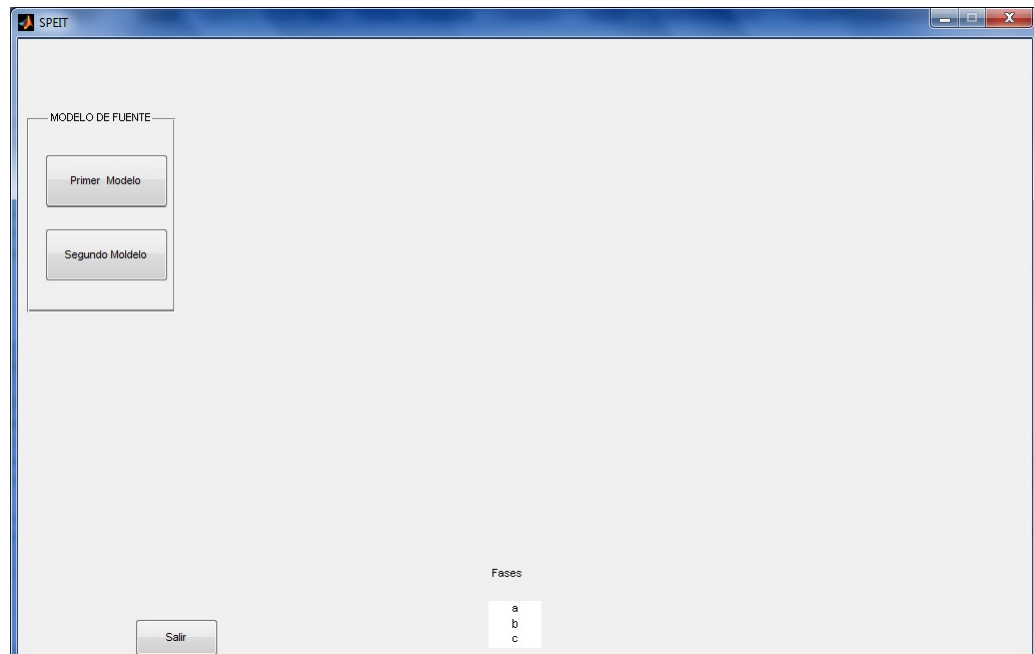 SPEIT
MODELO DE FUENTE
Primer Modelo
Segundo Moldelo
Fases
a
b
c
Salir